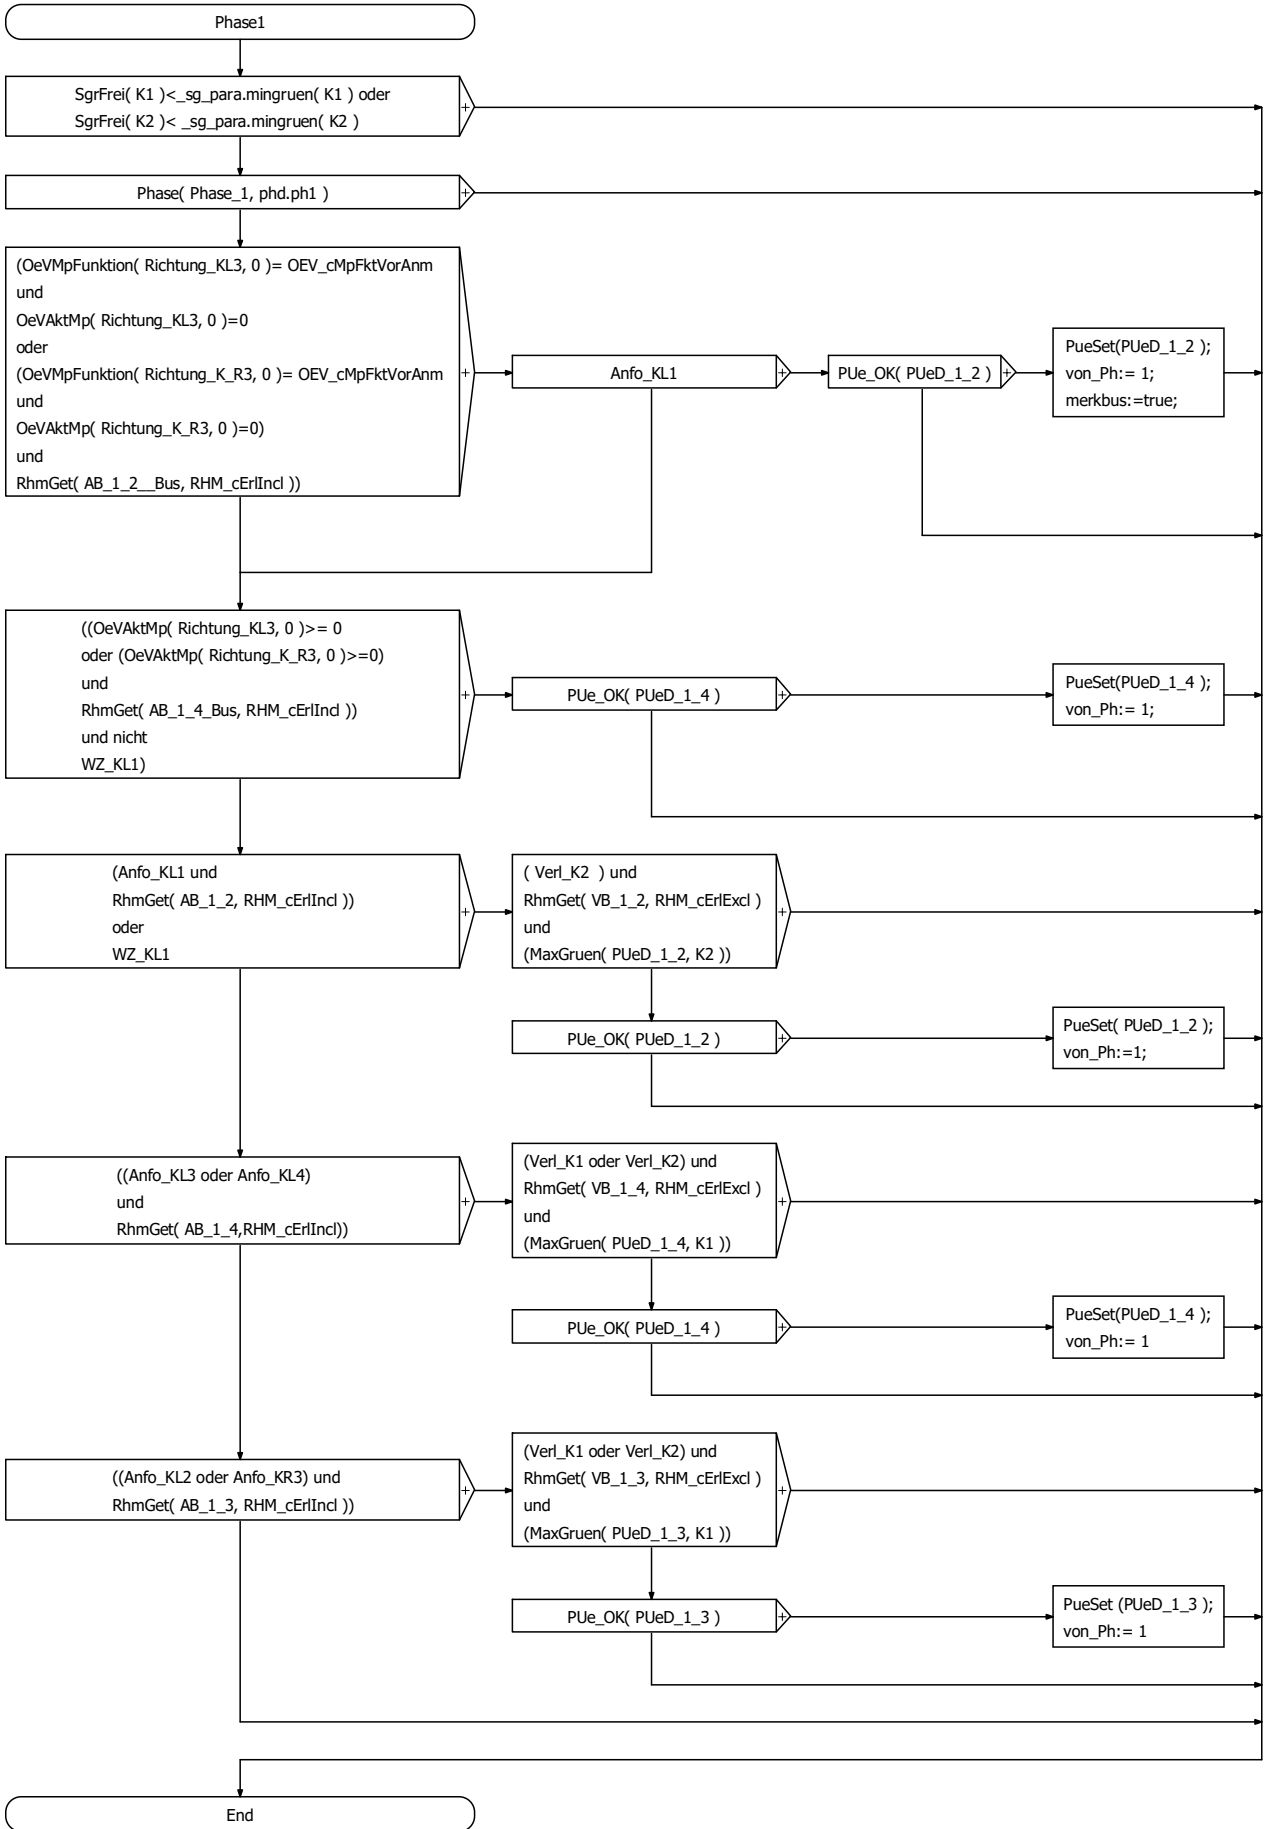 Phase1
SgrFrei( K1 )<_sg_para.mingruen( K1 ) oder
SgrFrei( K2 )< _sg_para.mingruen( K2 )
+
Phase( Phase_1, phd.ph1 )
+
(OeVMpFunktion( Richtung_KL3, 0 )= OEV_cMpFktVorAnm
und
OeVAktMp( Richtung_KL3, 0 )=0
oder
(OeVMpFunktion( Richtung_K_R3, 0 )= OEV_cMpFktVorAnm
und
OeVAktMp( Richtung_K_R3, 0 )=0)
und
RhmGet( AB_1_2__Bus, RHM_cErlIncl ))
+
Anfo_KL1
+
PUe_OK( PUeD_1_2 )
+
PueSet(PUeD_1_2 );
von_Ph:= 1;
merkbus:=true;
((OeVAktMp( Richtung_KL3, 0 )>= 0
oder (OeVAktMp( Richtung_K_R3, 0 )>=0)
und
RhmGet( AB_1_4_Bus, RHM_cErlIncl ))
und nicht
WZ_KL1)
+
PUe_OK( PUeD_1_4 )
+
PueSet(PUeD_1_4 );
von_Ph:= 1;
(Anfo_KL1 und
RhmGet( AB_1_2, RHM_cErlIncl ))
oder
WZ_KL1
+
( Verl_K2  ) und
RhmGet( VB_1_2, RHM_cErlExcl )
und
(MaxGruen( PUeD_1_2, K2 ))
+
PUe_OK( PUeD_1_2 )
+
PueSet( PUeD_1_2 );
von_Ph:=1;
((Anfo_KL3 oder Anfo_KL4)
und
RhmGet( AB_1_4,RHM_cErlIncl))
+
(Verl_K1 oder Verl_K2) und
RhmGet( VB_1_4, RHM_cErlExcl )
und
(MaxGruen( PUeD_1_4, K1 ))
+
PUe_OK( PUeD_1_4 )
+
PueSet(PUeD_1_4 );
von_Ph:= 1
((Anfo_KL2 oder Anfo_KR3) und
RhmGet( AB_1_3, RHM_cErlIncl ))
+
(Verl_K1 oder Verl_K2) und
RhmGet( VB_1_3, RHM_cErlExcl )
und
(MaxGruen( PUeD_1_3, K1 ))
+
PUe_OK( PUeD_1_3 )
+
PueSet (PUeD_1_3 );
von_Ph:= 1
End